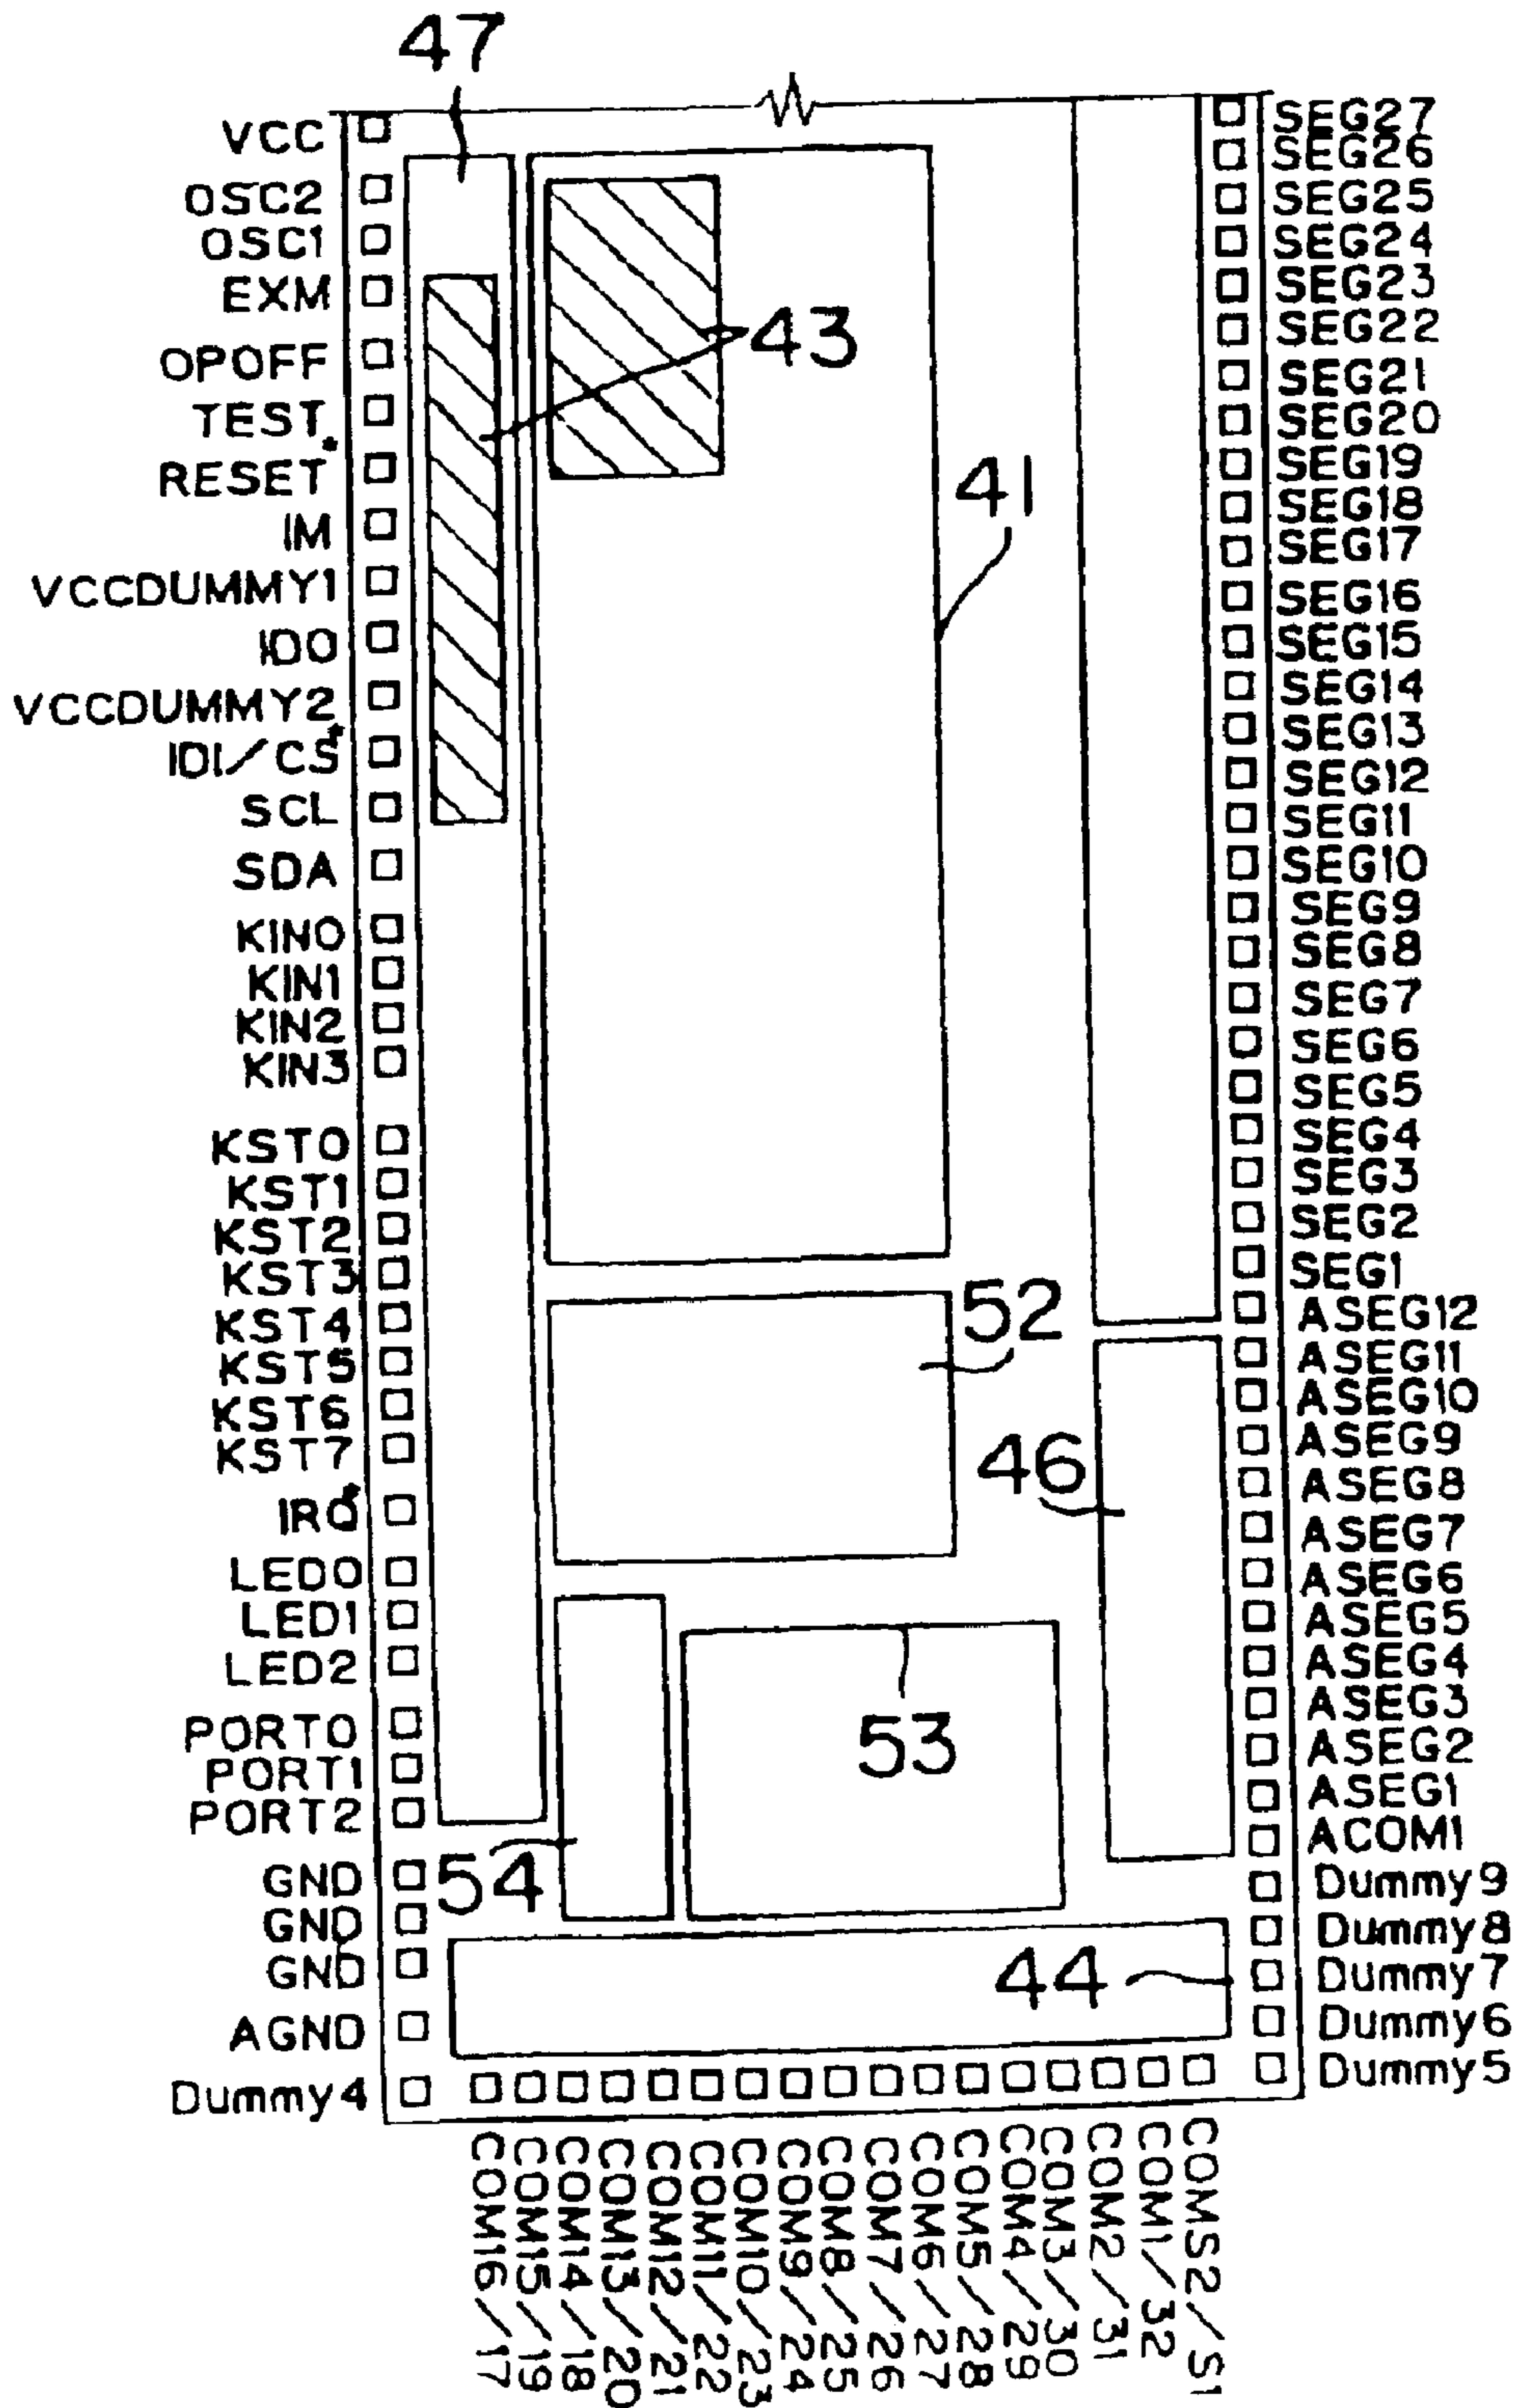 47
VCC
OSC2
OSC1
EXM
OPOFF
TEST
RESET*
IM
VCCDUMMY1
ID0
VCCDUMMY2
ID1/CS*
SCL
SDA
KIN0
KIN1
KIN2
KIN3
KST0
KST1
KST2
KST3
KST4
KST5
KST6
KST7
IRQ*
LED0
LED1
LED2
PORT0
PORT1
PORT2
GND
GND
GND
AGND
Dummy4
43
41
52
46
53
54
44
SEG27
SEG26
SEG25
SEG24
SEG23
SEG22
SEG21
SEG20
SEG19
SEG18
SEG17
SEG16
SEG15
SEG14
SEG13
SEG12
SEG11
SEG10
SEG9
SEG8
SEG7
SEG6
SEG5
SEG4
SEG3
SEG2
SEG1
ASEG12
ASEG11
ASEG10
ASEG9
ASEG8
ASEG7
ASEG6
ASEG5
ASEG4
ASEG3
ASEG2
ASEG1
ACOM1
Dummy9
Dummy8
Dummy7
Dummy6
Dummy5
COM16/17
COM15/19
COM14/18
COM13/20
COM12/21
COM11/22
COM10/23
COM9/24
COM8/25
COM7/26
COM6/27
COM5/28
COM4/29
COM3/30
COM2/31
COM1/32
COMS2/S1